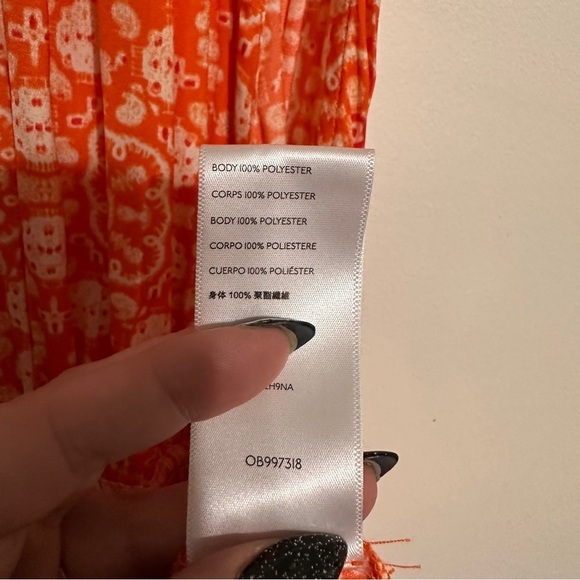 BODY 100% POLYESTER
CORPS 100% POLYESTER
BODY 100% POLYESTER
CORPO 100% POLIESTERE
CUERPO 100% POLIÉSTER
身体 100% 聚酯纖維
OB997318